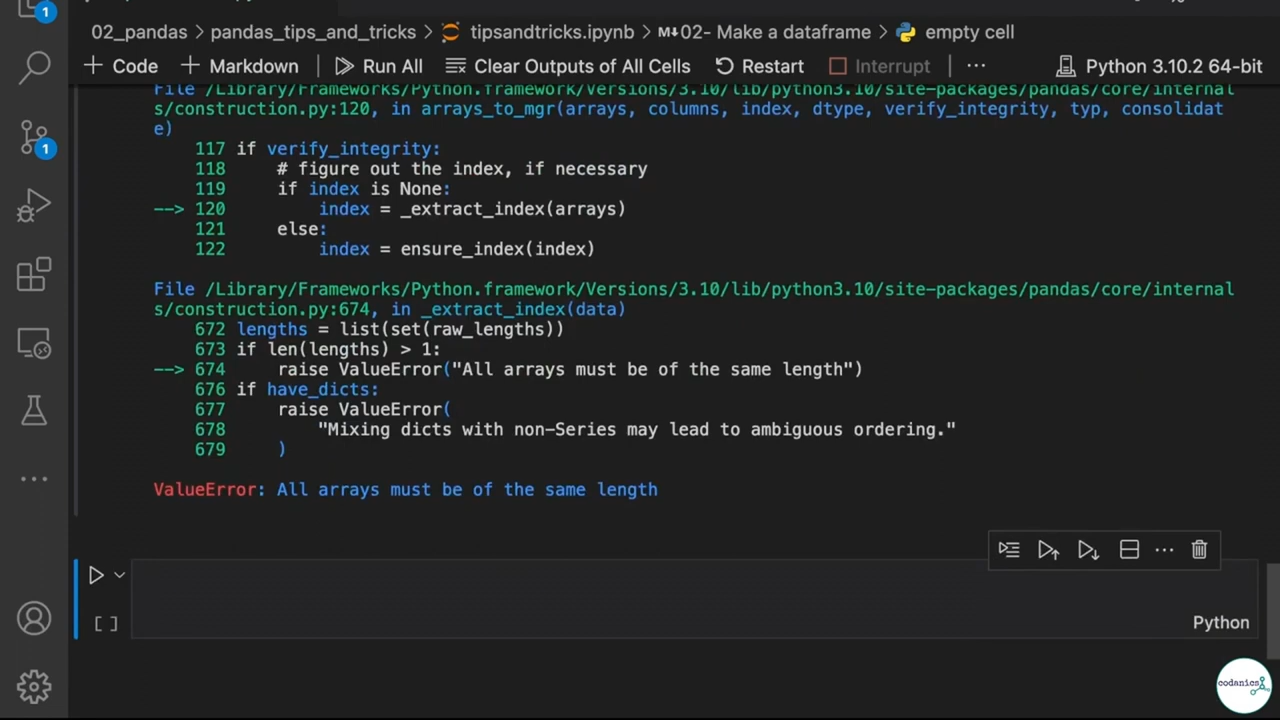 1
02_pandas > pandas_tips_and_tricks > tipsandtricks.ipynb > M↓02- Make a dataframe > empty cell
+ Code + Markdown | Run All Clear Outputs of All Cells Restart Interrupt | ... Python 3.10.2 64-bit
File /Library/Frameworks/Python.framework/Versions/3.10/lib/python3.10/site-packages/pandas/core/internal
s/construction.py:120, in arrays_to_mgr(arrays, columns, index, dtype, verify_integrity, typ, consolidat
e)
1
117 if verify_integrity:
118 # figure out the index, if necessary
119 if index is None:
--> 120 index = _extract_index(arrays)
121 else:
122 index = ensure_index(index)
File /Library/Frameworks/Python.framework/Versions/3.10/lib/python3.10/site-packages/pandas/core/internal
s/construction.py:674, in _extract_index(data)
672 lengths = list(set(raw_lengths))
673 if len(lengths) > 1:
--> 674 raise ValueError("All arrays must be of the same length")
676 if have_dicts:
677 raise ValueError(
678 "Mixing dicts with non-Series may lead to ambiguous ordering."
679 )
ValueError: All arrays must be of the same length
[ ]
Python
codanics